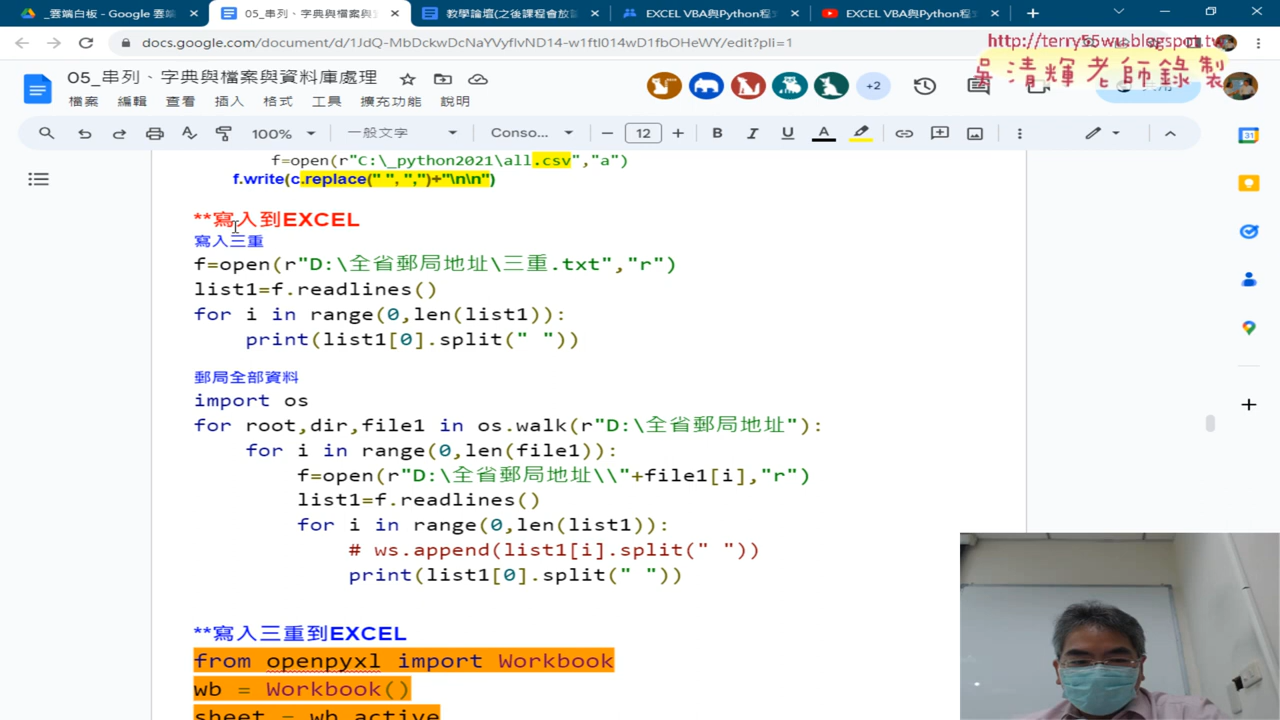 _雲端白板 - Google 雲端
05_串列、字典與檔案與資
教學論壇(之後課程會放
EXCEL VBA與Python程
EXCEL VBA與Python程
docs.google.com/document/d/1JdQ-MbDckwDcNaYVyflvND14-w1ftl014wD1fbOHeWY/edit?pli=1
http://terry55wu.blogspot.tw
吳清輝老師錄製
05_串列、字典與檔案與資料庫處理
檔案 編輯 查看 插入 格式 工具 擴充功能 說明
+2
100% 一般文字 Conso... 12 B I U A
f=open(r"C:\_python2021\all.csv","a")
f.write(c.replace(" ", ",")+"\n\n")
**寫入到EXCEL
寫入三重
f=open(r"D:\全省郵局地址\三重.txt","r")
list1=f.readlines()
for i in range(0,len(list1)):
print(list1[0].split(" "))
郵局全部資料
import os
for root,dir,file1 in os.walk(r"D:\全省郵局地址"):
for i in range(0,len(file1)):
f=open(r"D:\全省郵局地址\\"+file1[i],"r")
list1=f.readlines()
for i in range(0,len(list1)):
# ws.append(list1[i].split(" "))
print(list1[0].split(" "))
**寫入三重到EXCEL
from openpyxl import Workbook
wb = Workbook()
sheet = wb.active